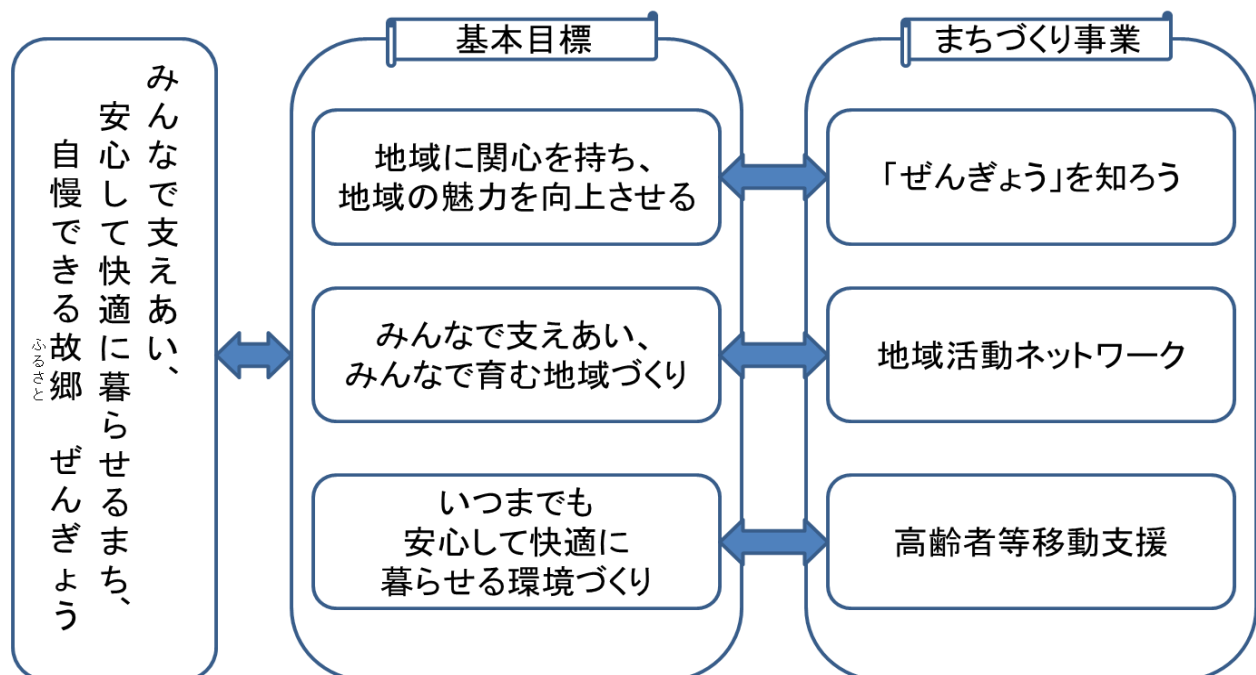 みんなで支えあい、
安心して快適に暮らせるまち、
自慢できる故郷　ぜんぎょう
ふるさと
基本目標
地域に関心を持ち、
地域の魅力を向上させる
みんなで支えあい、
みんなで育む地域づくり
いつまでも
安心して快適に
暮らせる環境づくり
まちづくり事業
「ぜんぎょう」を知ろう
地域活動ネットワーク
高齢者等移動支援